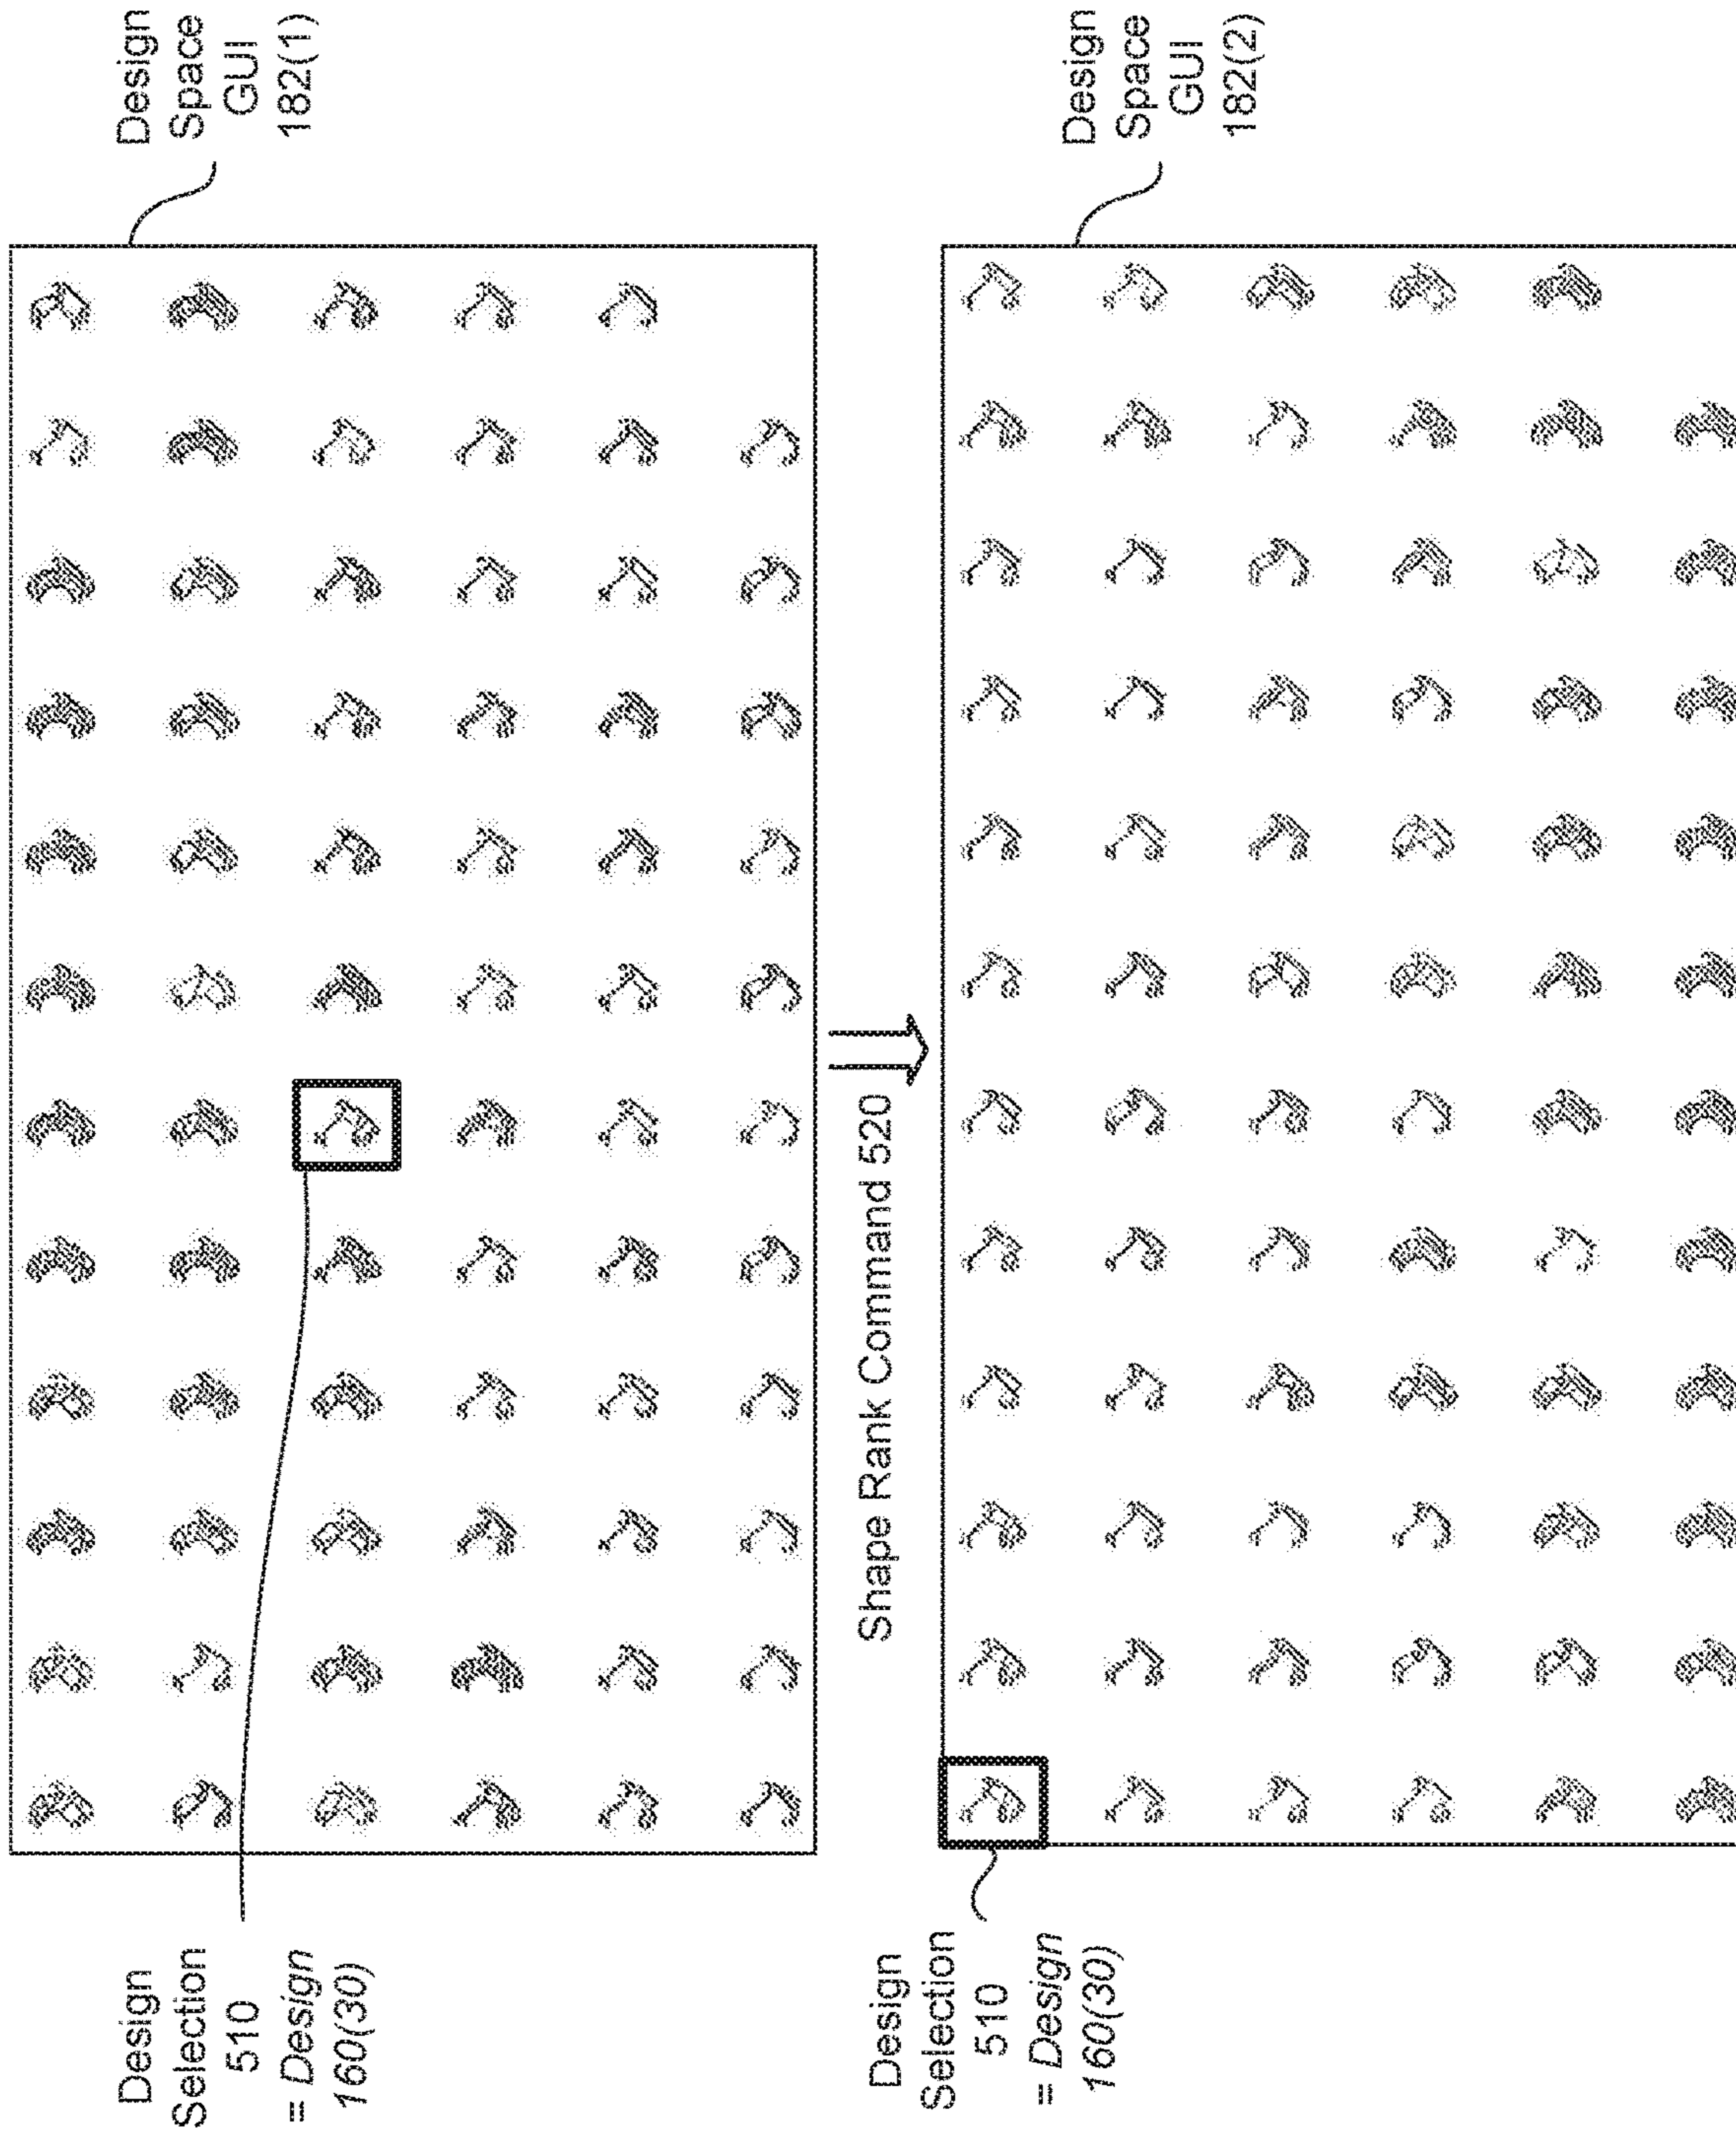 Design
Space
GUI
182(1)
Design
Selection
510
= Design
160(30)
Shape Rank Command 520
Design
Space
GUI
182(2)
Design
Selection
510
= Design
160(30)